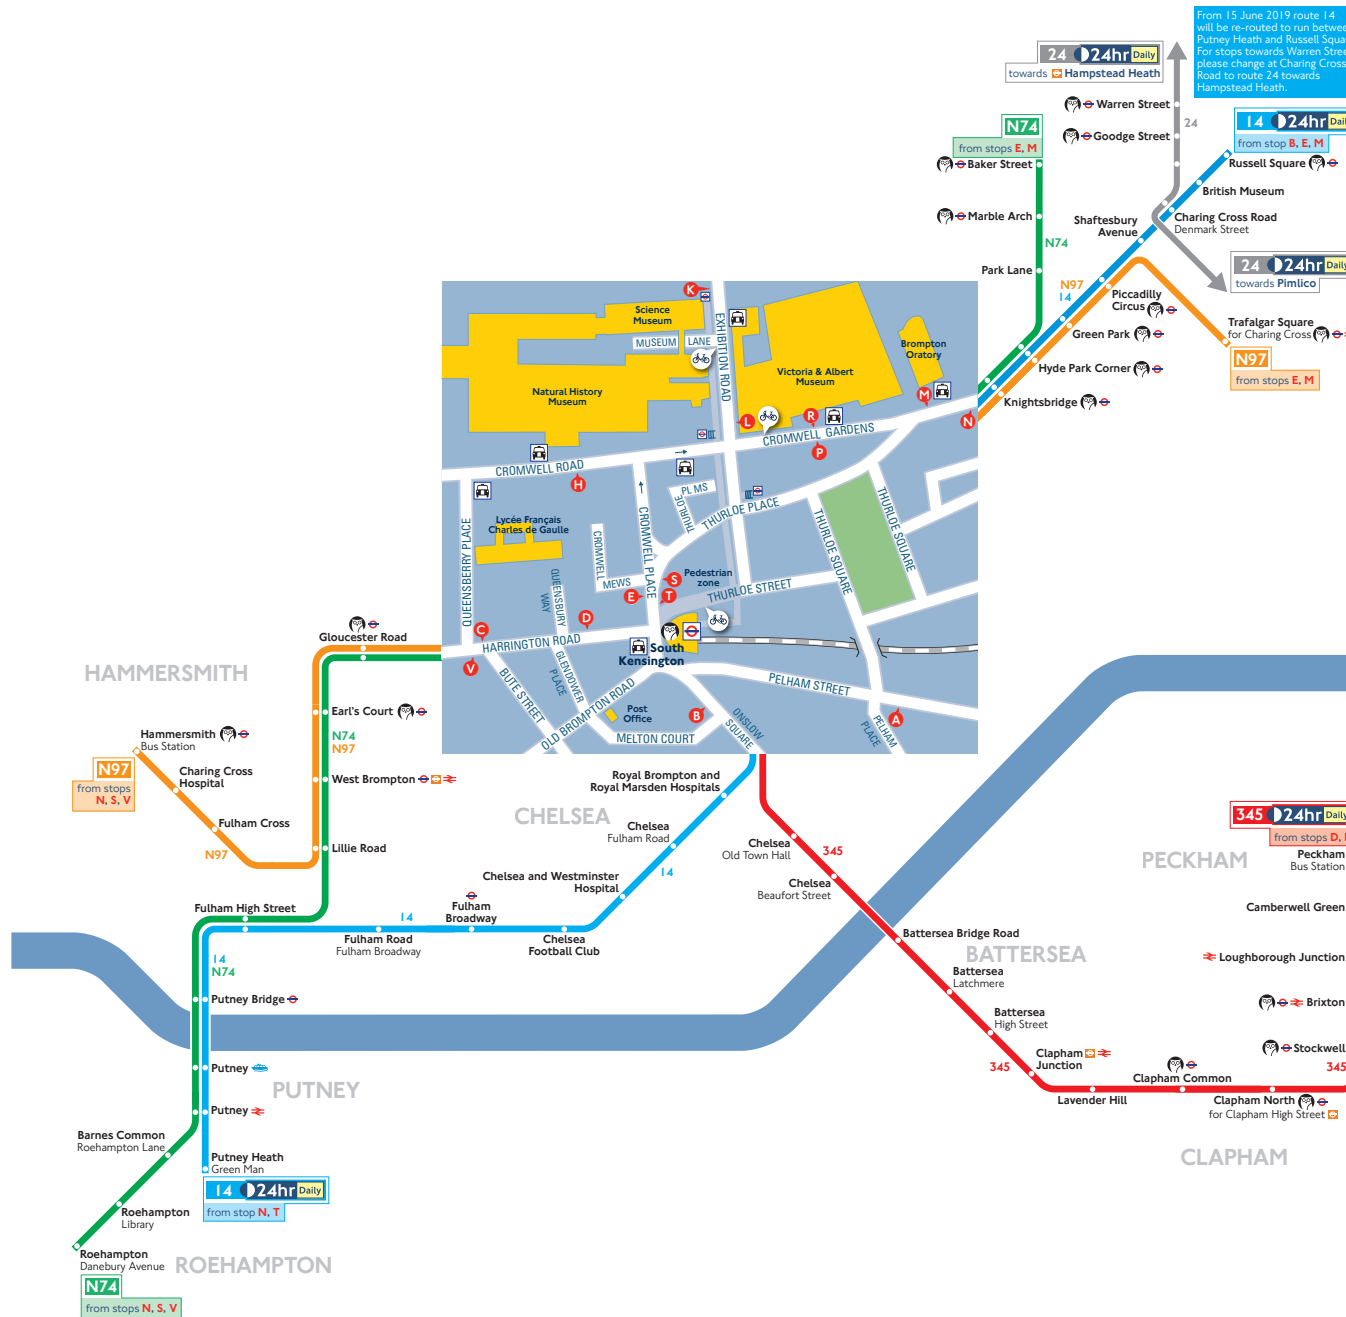 From 15 June 2019 route 14
will be re-routed to run
Putney Heath and Russell
For stops towards Warren
please change at Charing Cross
Road to route 24 towards
Hampstead Heath.
24 24hr Daily
towards Hampstead Heath
Warren Street
24
Goodge Street
N74
from stops E, M
Baker Street
14 24hr
from stop B, E, M
Russell Square
British Museum
Marble Arch
Shaftesbury
Avenue
Charing Cross Road
Denmark Street
N74
Park Lane
24 24hr
towards Pimlico
N97
14
Piccadilly
Circus
Trafalgar Square
for Charing Cross
Green Park
N97
from stops E, M
Hyde Park Corner
Knightsbridge
K
Science
Museum
MUSEUM LANE
EXHIBITION ROAD
Victoria & Albert
Museum
Brompton
Oratory
Natural History
Museum
M
L
R
N
CROMWELL GARDENS
P
CROMWELL ROAD
H
PL MS
THURLOE
THURLOE PLACE
THURLOE SQUARE
THURLOE SQUARE
Lycée Français
Charles de Gaulle
CROMWELL PLACE
CROMWELL
MEWS
QUEENSBERRY PLACE
QUEENSBURY
WAY
Pedestrian
zone
S
T
E
THURLOE STREET
D
C
HARRINGTON ROAD
V
South
Kensington
GLENDOWER
PLACE
BUTE STREET
OLD BROMPTON ROAD
PELHAM STREET
Post
Office
B
ONSLOW
SQUARE
A
PELHAM
PLACE
MELTON COURT
Gloucester Road
HAMMERSMITH
Earl's Court
N74
N97
Hammersmith
Bus Station
N97
from stops
N, S, V
Charing Cross
Hospital
West Brompton
Fulham Cross
N97
Lillie Road
Royal Brompton and
Royal Marsden Hospitals
CHELSEA
Chelsea
Fulham Road
14
Chelsea and Westminster
Hospital
Chelsea
Old Town Hall
345
Chelsea
Beaufort Street
345 24hr
from stops D,
PECKHAM
Peckham
Bus Station
Camberwell Green
Fulham High Street
14
Fulham
Broadway
Fulham Road
Fulham Broadway
Chelsea
Football Club
Battersea Bridge Road
BATTERSEA
Battersea
Latchmere
Loughborough Junction
14
N74
Putney Bridge
Battersea
High Street
Brixton
Stockwell
Clapham
Junction
345
345
Putney
PUTNEY
Putney
Clapham Common
Lavender Hill
Clapham North
for Clapham High Street
CLAPHAM
Barnes Common
Roehampton Lane
Putney Heath
Green Man
14 24hr Daily
from stop N, T
Roehampton
Library
Roehampton
Danebury Avenue
ROEHAMPTON
N74
from stops N, S, V